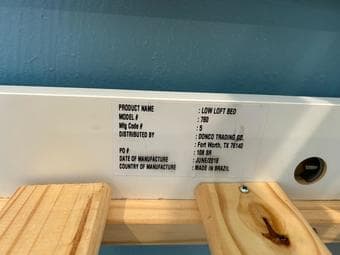 PRODUCT NAME : LOW LOFT BED
MODEL # : 760
Mfg Code # : 5
DISTRIBUTED BY : DONCO TRADING CO.
: Fort Worth, TX 76140
PO # : 108 SR
DATE OF MANUFACTURE : JUNE/2018
COUNTRY OF MANUFACTURE : MADE IN BRAZIL